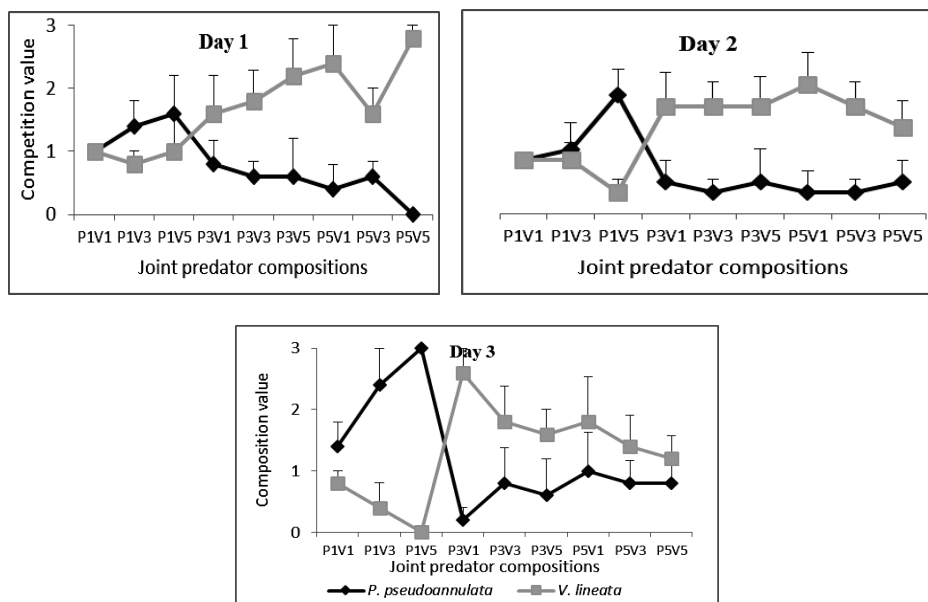 Day 1
Competition value
3
2
1
0
P1V1 P1V3 P1V5 P3V1 P3V3 P3V5 P5V1 P5V3 P5V5
Joint predator compositions
Day 2
P1V1 P1V3 P1V5 P3V1 P3V3 P3V5 P5V1 P5V3 P5V5
Joint predator compositions
Day 3
Composition value
3
2
1
0
P1V1 P1V3 P1V5 P3V1 P3V3 P3V5 P5V1 P5V3 P5V5
Joint predator compositions
P. pseudoannulata V. lineata